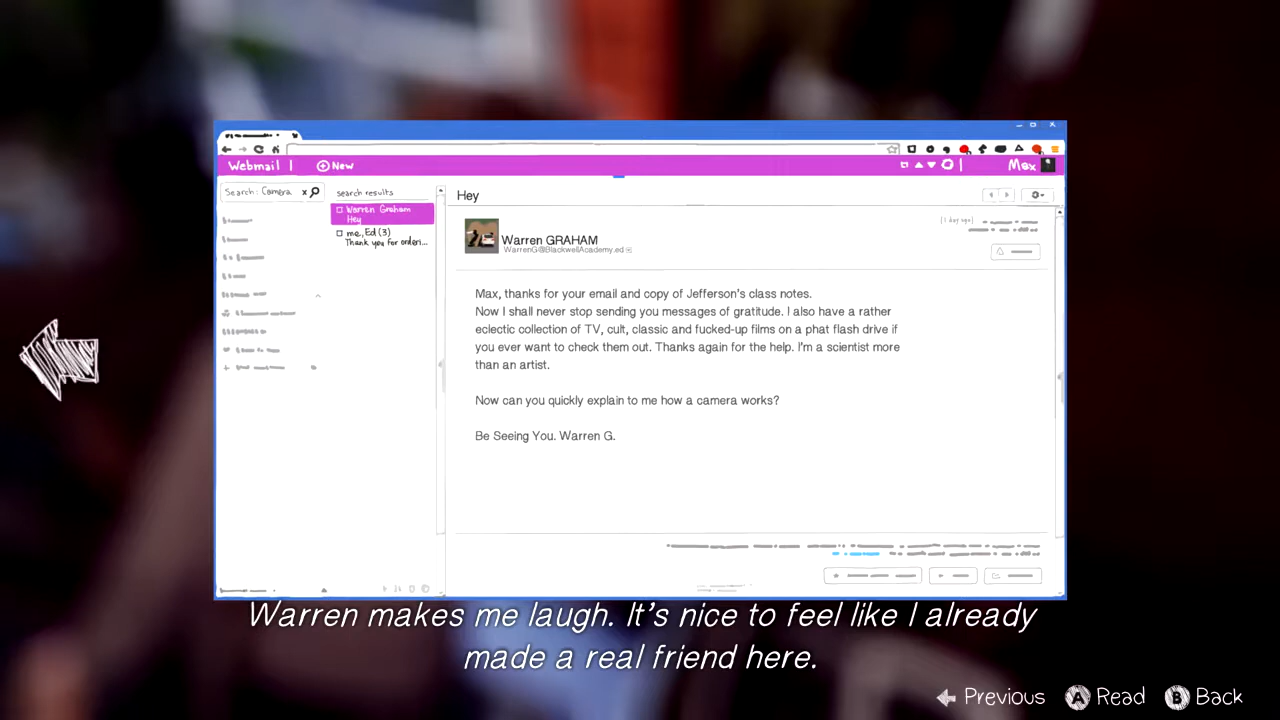 Webmail |
New
Max
Search: Camera x
search results
Warren Graham
Hey
me, Ed (3)
Thank you for orderi...
Hey
[1 day ago]
Warren GRAHAM
WarrenG@BlackwellAcademy.ed
Max, thanks for your email and copy of Jefferson's class notes.
Now I shall never stop sending you messages of gratitude. I also have a rather
eclectic collection of TV, cult, classic and fucked-up films on a phat flash drive if
you ever want to check them out. Thanks again for the help. I'm a scientist more
than an artist.
Now can you quickly explain to me how a camera works?
Be Seeing You. Warren G.
Warren makes me laugh. It's nice to feel like I already
made a real friend here.
Previous A Read B Back